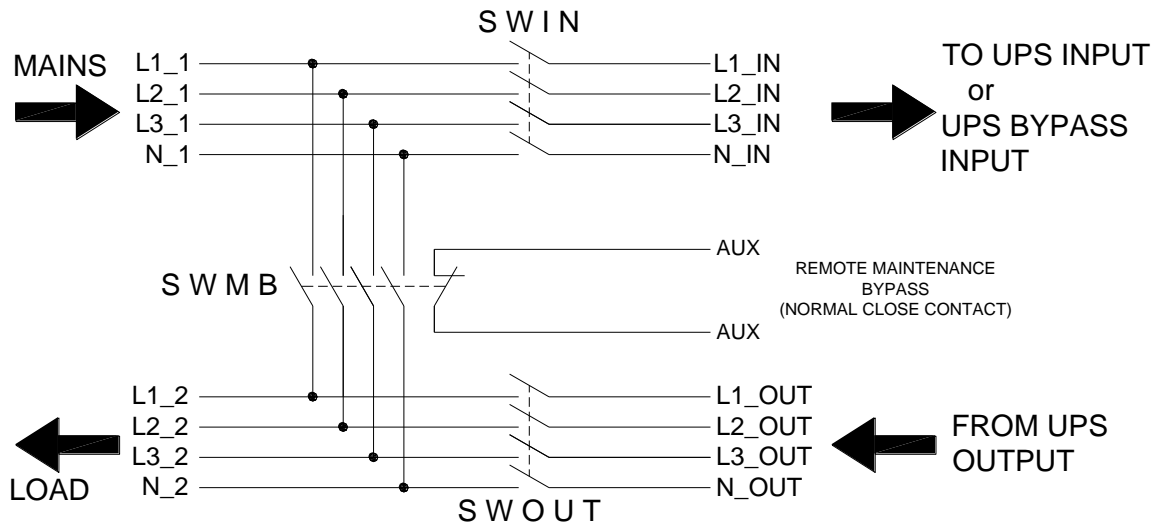 S W I N
MAINS
L1_1
L2_1
L3_1
N_1
L1_IN
L2_IN
L3_IN
N_IN
TO UPS INPUT
or
UPS BYPASS
INPUT
S W M B
AUX
REMOTE MAINTENANCE
BYPASS
(NORMAL CLOSE CONTACT)
AUX
L1_2
L2_2
L3_2
N_2
LOAD
L1_OUT
L2_OUT
L3_OUT
N_OUT
FROM UPS
OUTPUT
S W O U T